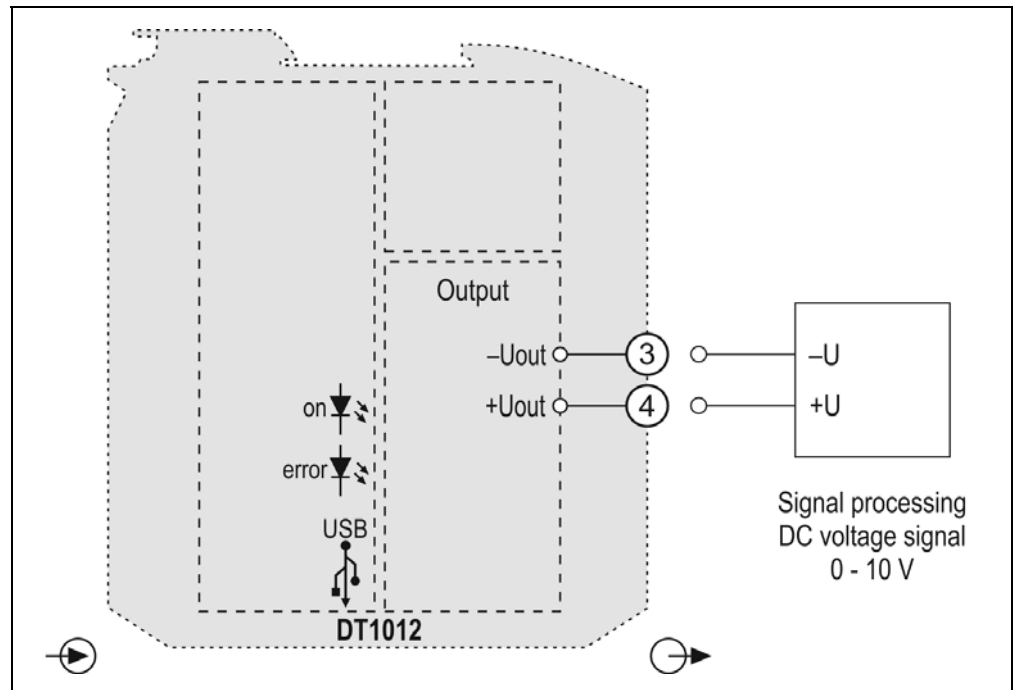 Output
–Uout 3 –U
+Uout 4 +U
on
error
USB
DT1012
Signal processing
DC voltage signal
0 - 10 V